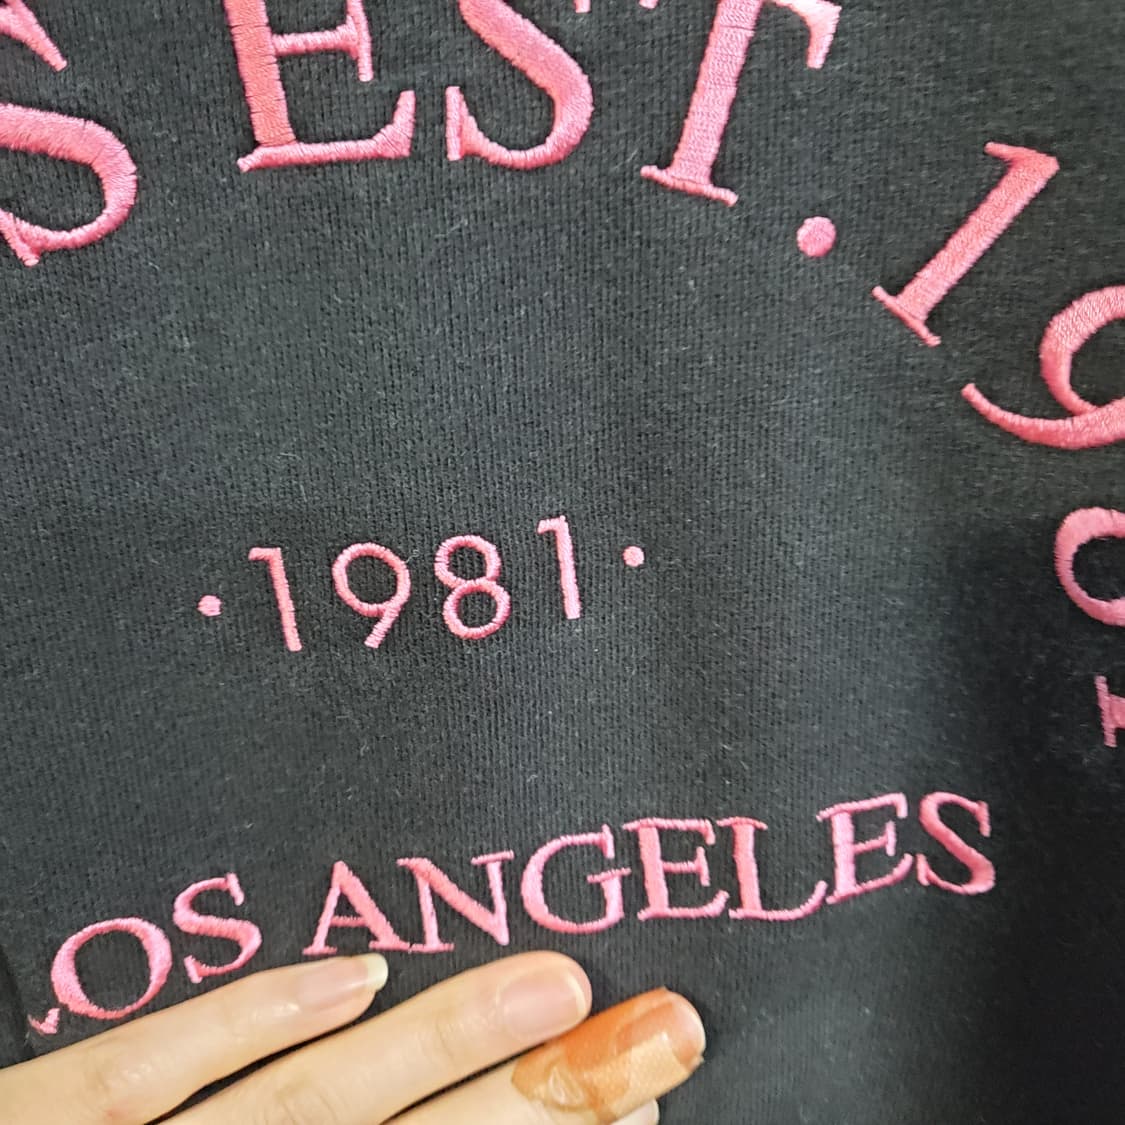 EST. 19
·1981·
LOS ANGELES